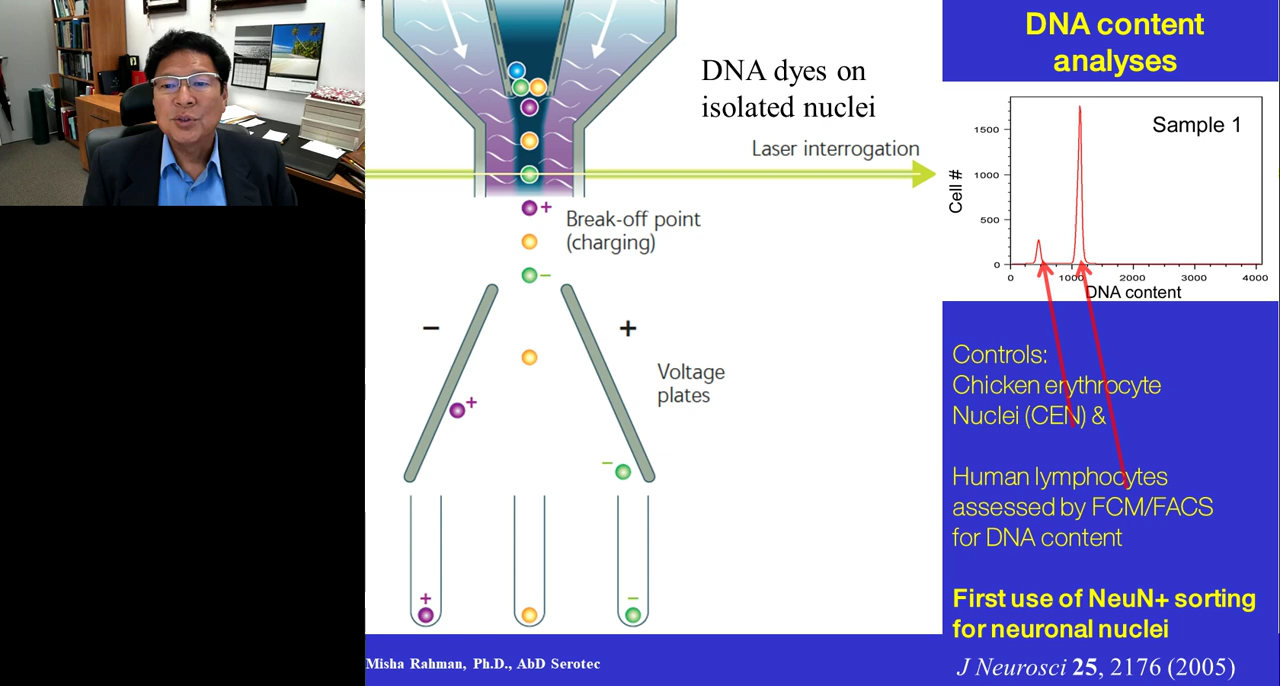 DNA dyes on
isolated nuclei
Laser interrogation
+
Break-off point
(charging)
−
−
+
Voltage
plates
+
−
+
−
Misha Rahman, Ph.D., AbD Serotec
DNA content
analyses
Sample 1
Cell #
1500
1000
500
0
0
1000
2000
3000
4000
DNA content
Controls:
Chicken erythrocyte
Nuclei (CEN) &
Human lymphocytes
assessed by FCM/FACS
for DNA content
First use of NeuN+ sorting
for neuronal nuclei
J Neurosci 25, 2176 (2005)